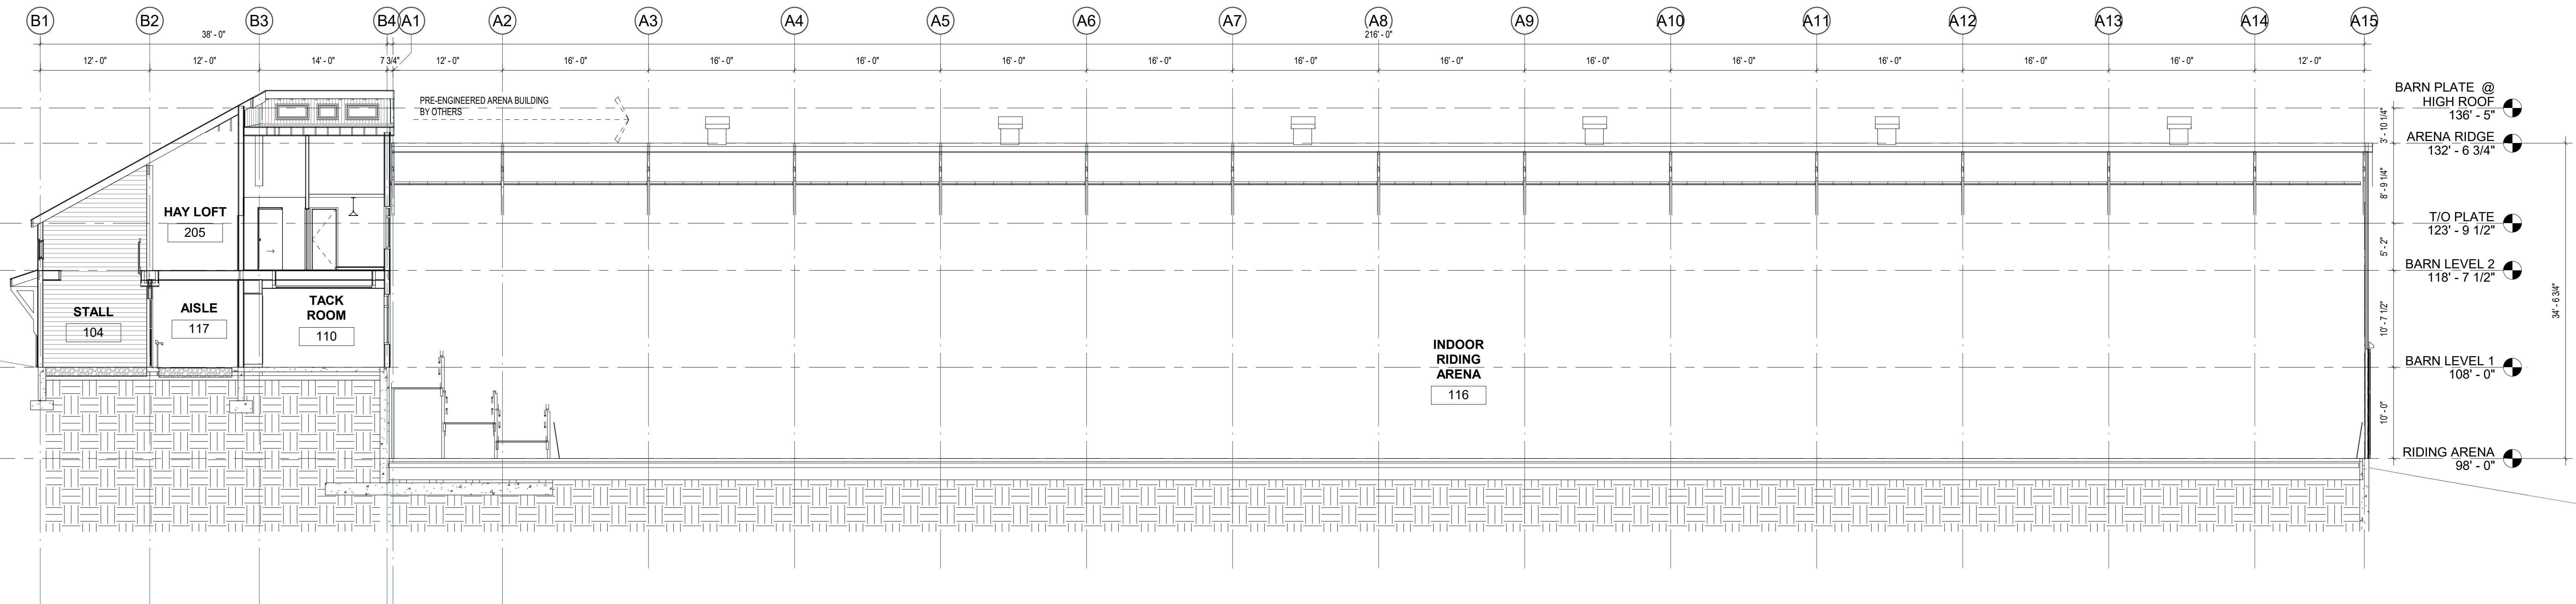 B1 B2 B3 B4 A1 A2 A3 A4 A5 A6 A7 A8 A9 A10 A11 A12 A13 A14 A15
38' - 0" 216' - 0"
12' - 0" 12' - 0" 14' - 0" 7 3/4" 12' - 0" 16' - 0" 16' - 0" 16' - 0" 16' - 0" 16' - 0" 16' - 0" 16' - 0" 16' - 0" 16' - 0" 16' - 0" 16' - 0" 16' - 0" 12' - 0"
PRE-ENGINEERED ARENA BUILDING
BY OTHERS
BARN PLATE @
HIGH ROOF
136' - 5"
3' - 10 1/4"
ARENA RIDGE
132' - 6 3/4"
8' - 9 1/4"
T/O PLATE
123' - 9 1/2"
5' - 2"
BARN LEVEL 2
118' - 7 1/2"
10' - 7 1/2"
34' - 6 3/4"
BARN LEVEL 1
108' - 0"
10' - 0"
RIDING ARENA
98' - 0"
HAY LOFT
205
STALL
104
AISLE
117
TACK
ROOM
110
INDOOR
RIDING
ARENA
116